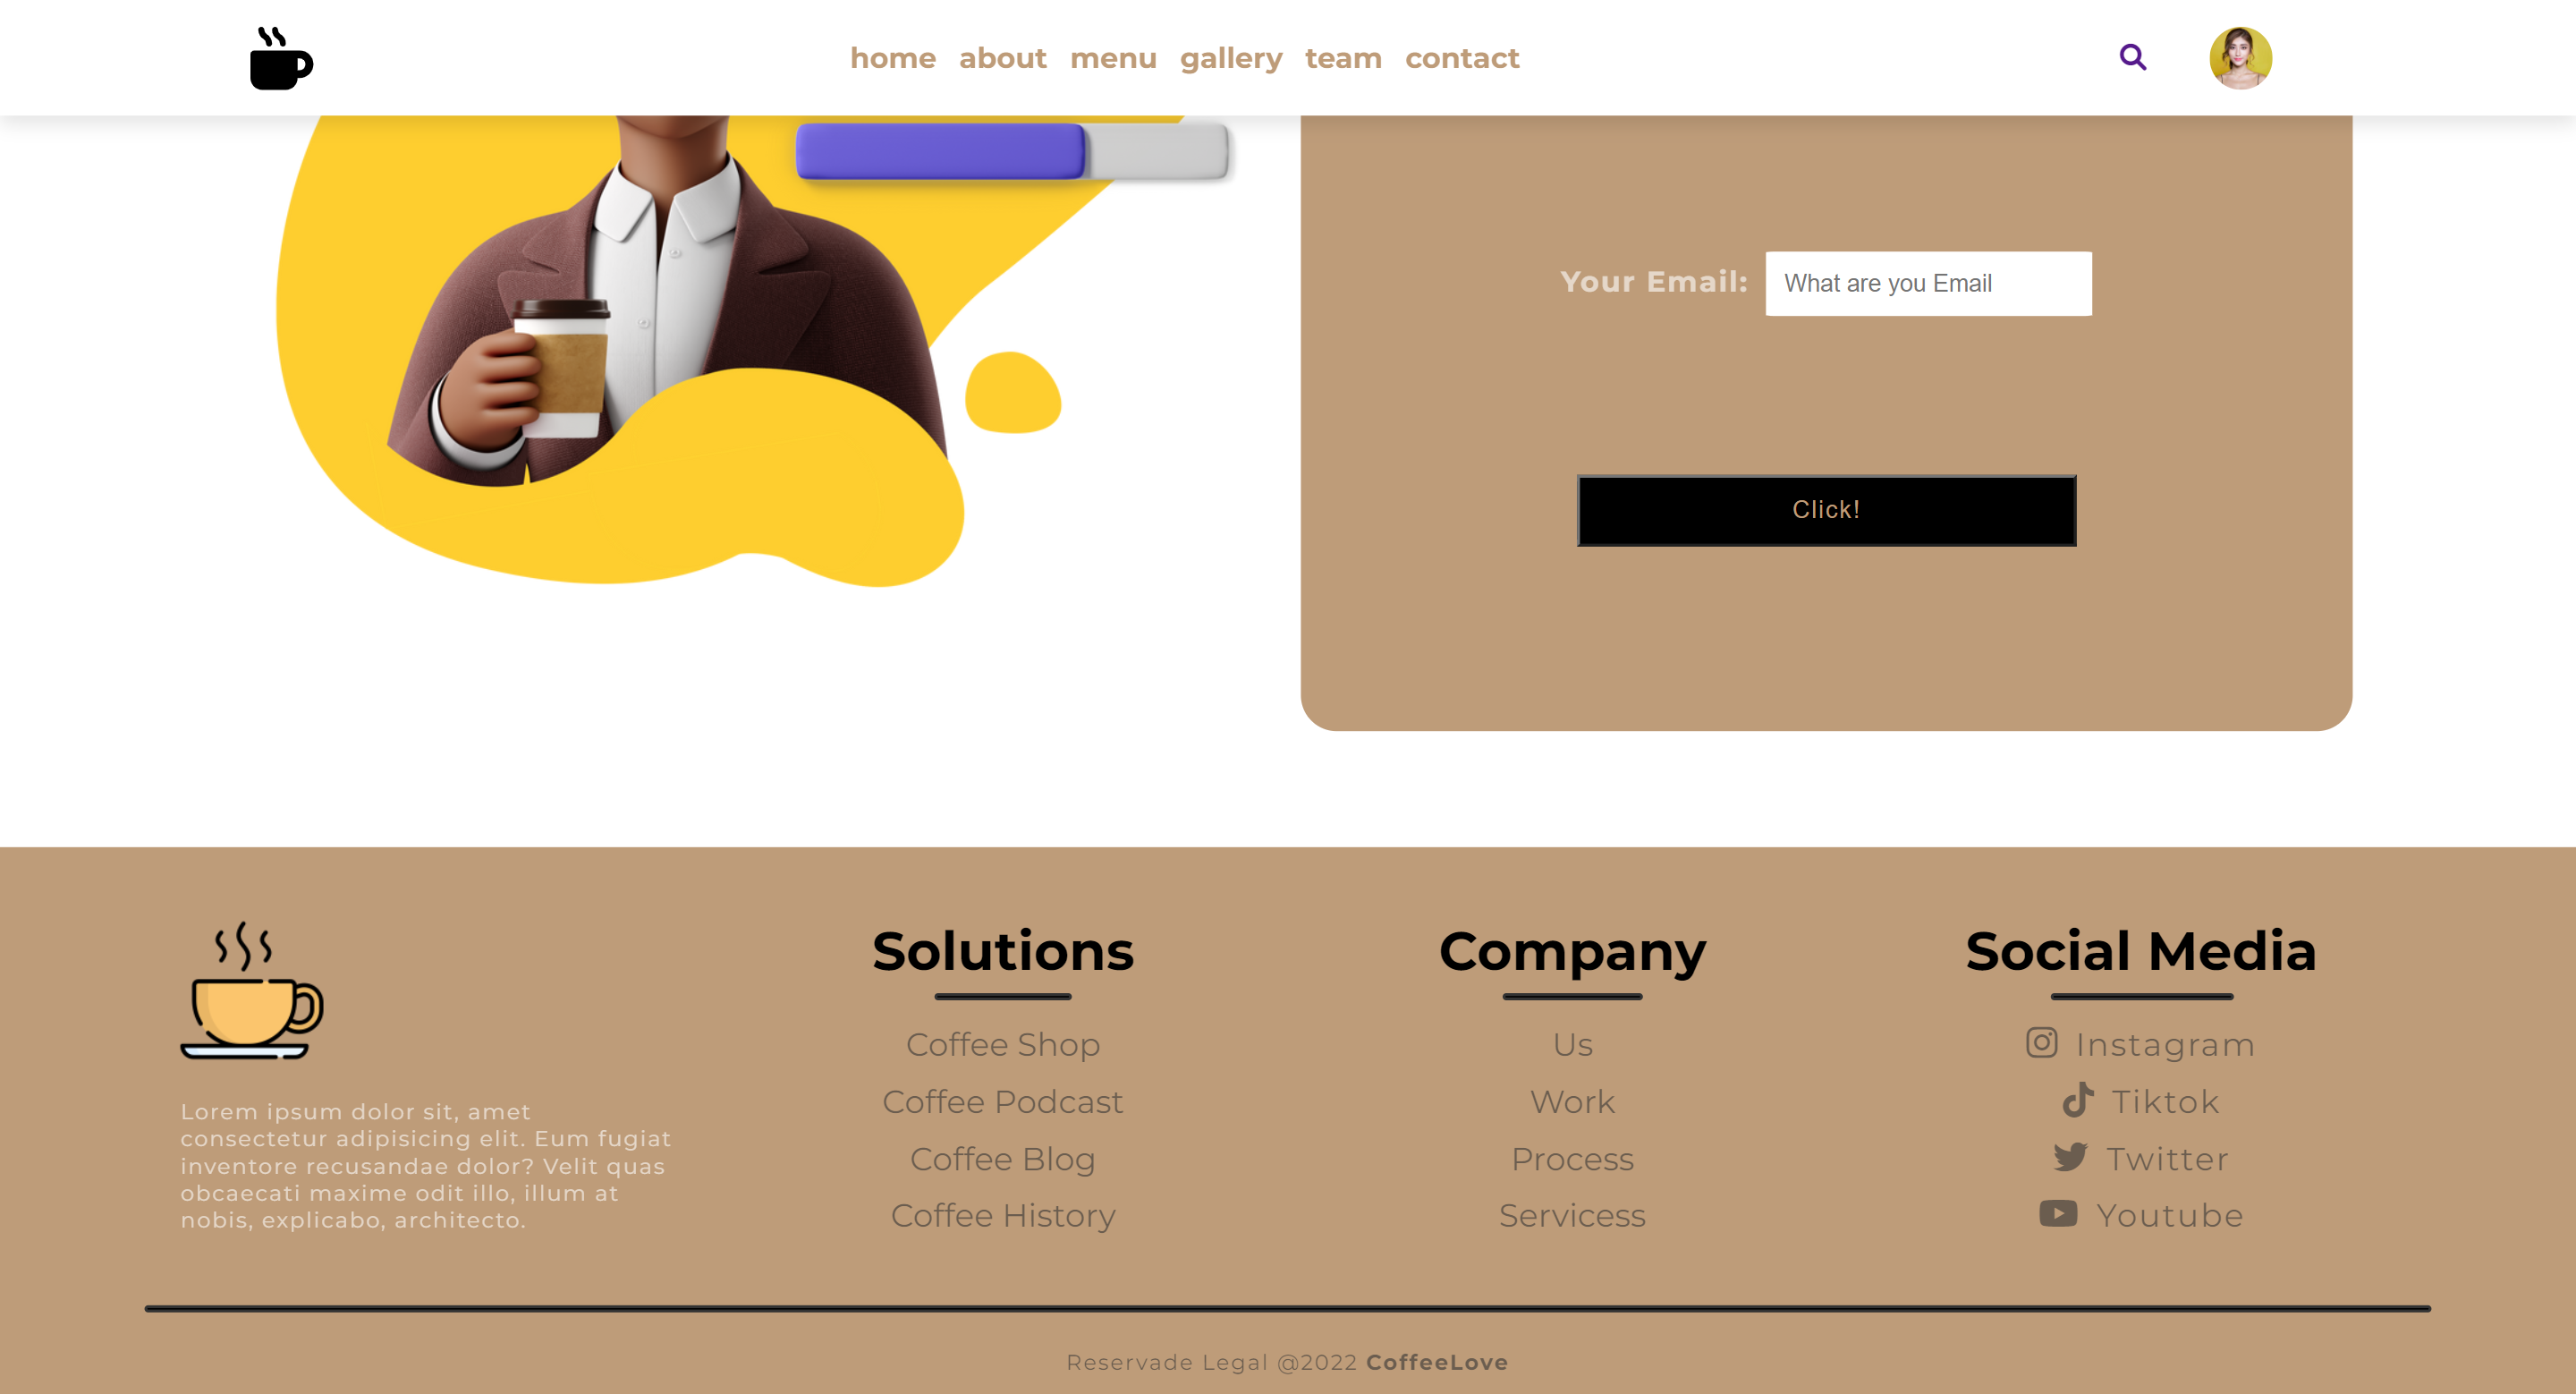 home about menu gallery team contact
Your Email: What are you Email
Click!
Lorem ipsum dolor sit, amet
consectetur adipisicing elit. Eum fugiat
inventore recusandae dolor? Velit quas
obcaecati maxime odit illo, illum at
nobis, explicabo, architecto.
Solutions
Coffee Shop
Coffee Podcast
Coffee Blog
Coffee History
Company
Us
Work
Process
Servicess
Social Media
Instagram
Tiktok
Twitter
Youtube
Reservade Legal @2022 CoffeeLove